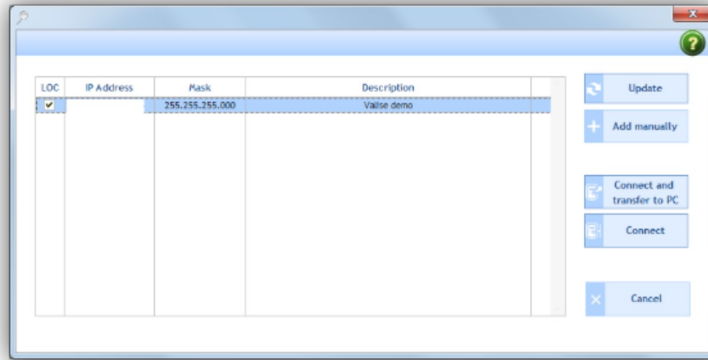 x
?
LOC IP Address Mask Description
255.255.255.000 Valise demo
Update
Add manually
Connect and
transfer to PC
Connect
Cancel